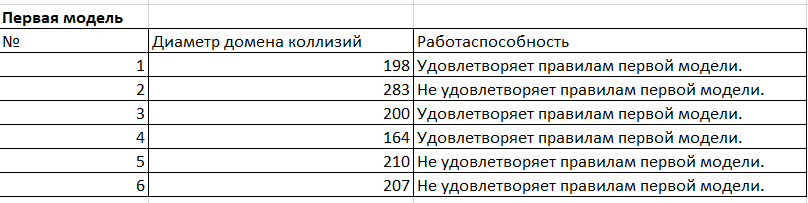 Первая модель
№ Диаметр домена коллизий Работаспособность
1 198 Удовлетворяет правилам первой модели.
2 283 Не удовлетворяет правилам первой модели.
3 200 Удовлетворяет правилам первой модели.
4 164 Удовлетворяет правилам первой модели.
5 210 Не удовлетворяет правилам первой модели.
6 207 Не удовлетворяет правилам первой модели.